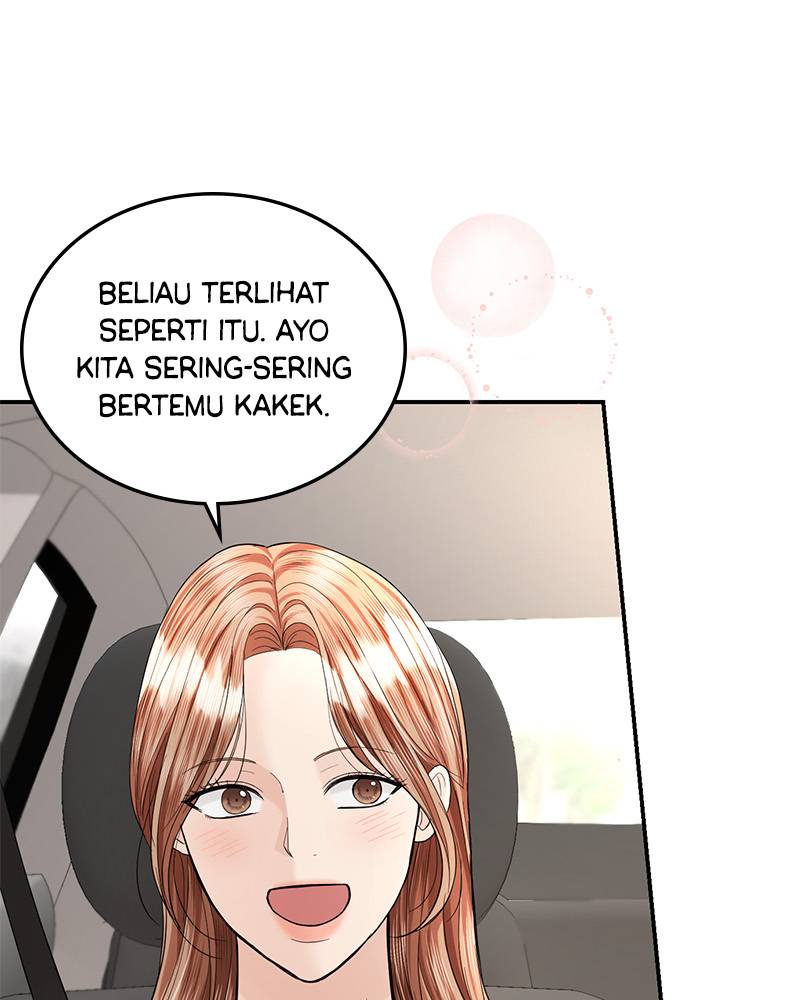 BELIAU TERLIHAT
SEPERTI ITU. AYO
KITA SERING-SERING
BERTEMU KAKEK.